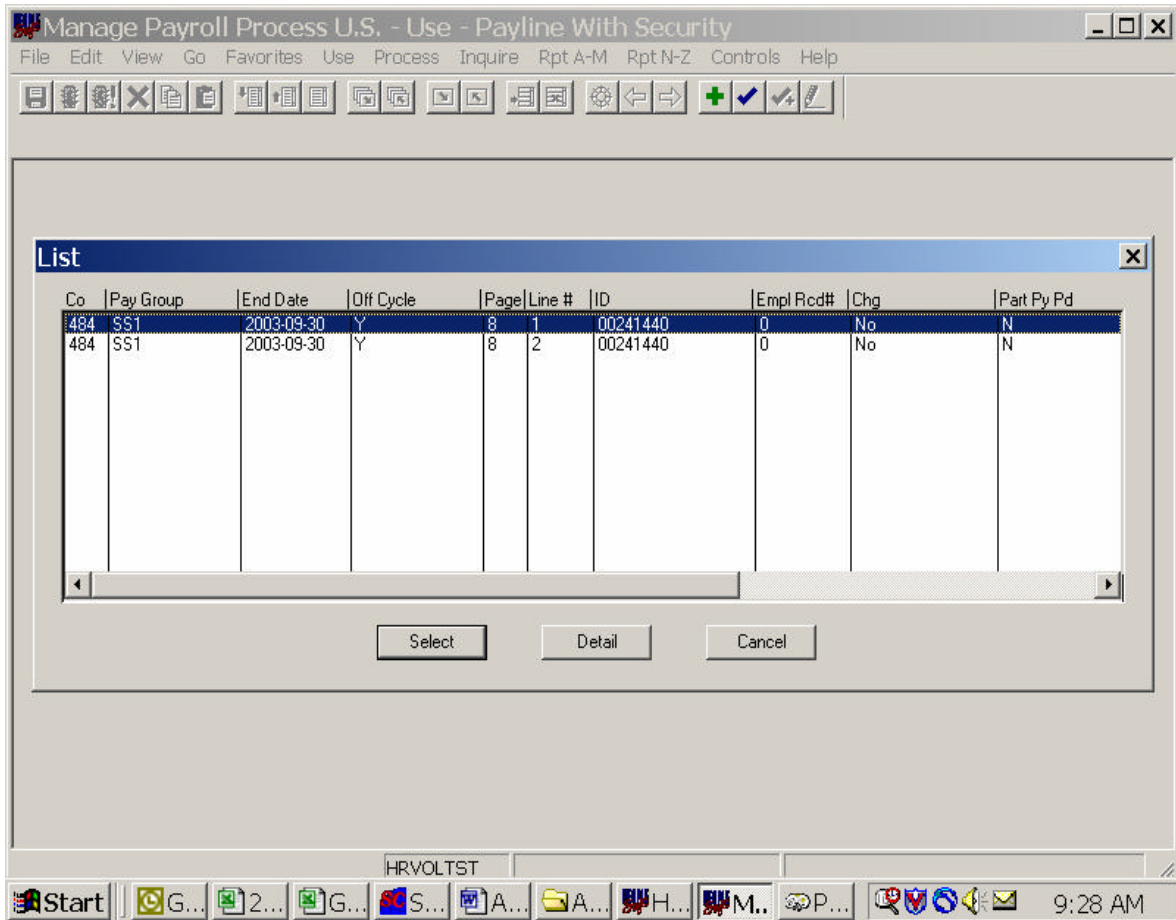 Manage Payroll Process U.S. - Use - Payline With Security
File Edit View Go Favorites Use Process Inquire Rpt A-M Rpt N-Z Controls Help
List
Co Pay Group End Date Off Cycle Page Line # ID Empl Rcd# Chg Part Py Pd
484 SS1 2003-09-30 Y 8 1 00241440 0 No N
484 SS1 2003-09-30 Y 8 2 00241440 0 No N
Select Detail Cancel
HRVOLTST
Start G... 2... G... S... A... A... H... M.. P... 9:28 AM